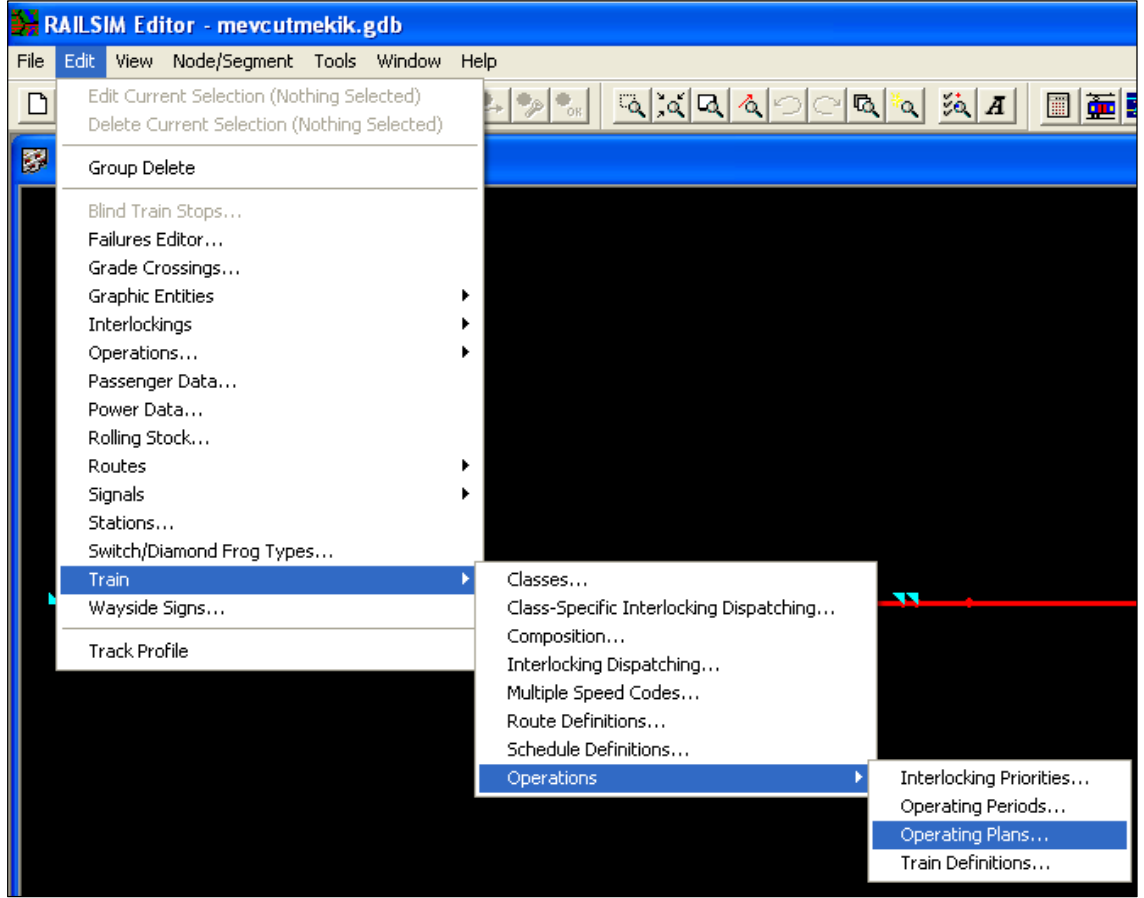 RAILSIM Editor - mevcutmekik.gdb
File Edit View Node/Segment Tools Window Help
Edit Current Selection (Nothing Selected)
Delete Current Selection (Nothing Selected)
Group Delete
Blind Train Stops...
Failures Editor...
Grade Crossings...
Graphic Entities
Interlockings
Operations...
Passenger Data...
Power Data...
Rolling Stock...
Routes
Signals
Stations...
Switch/Diamond Frog Types...
Train
Wayside Signs...
Track Profile
Classes...
Class-Specific Interlocking Dispatching...
Composition...
Interlocking Dispatching...
Multiple Speed Codes...
Route Definitions...
Schedule Definitions...
Operations
Interlocking Priorities...
Operating Periods...
Operating Plans...
Train Definitions...